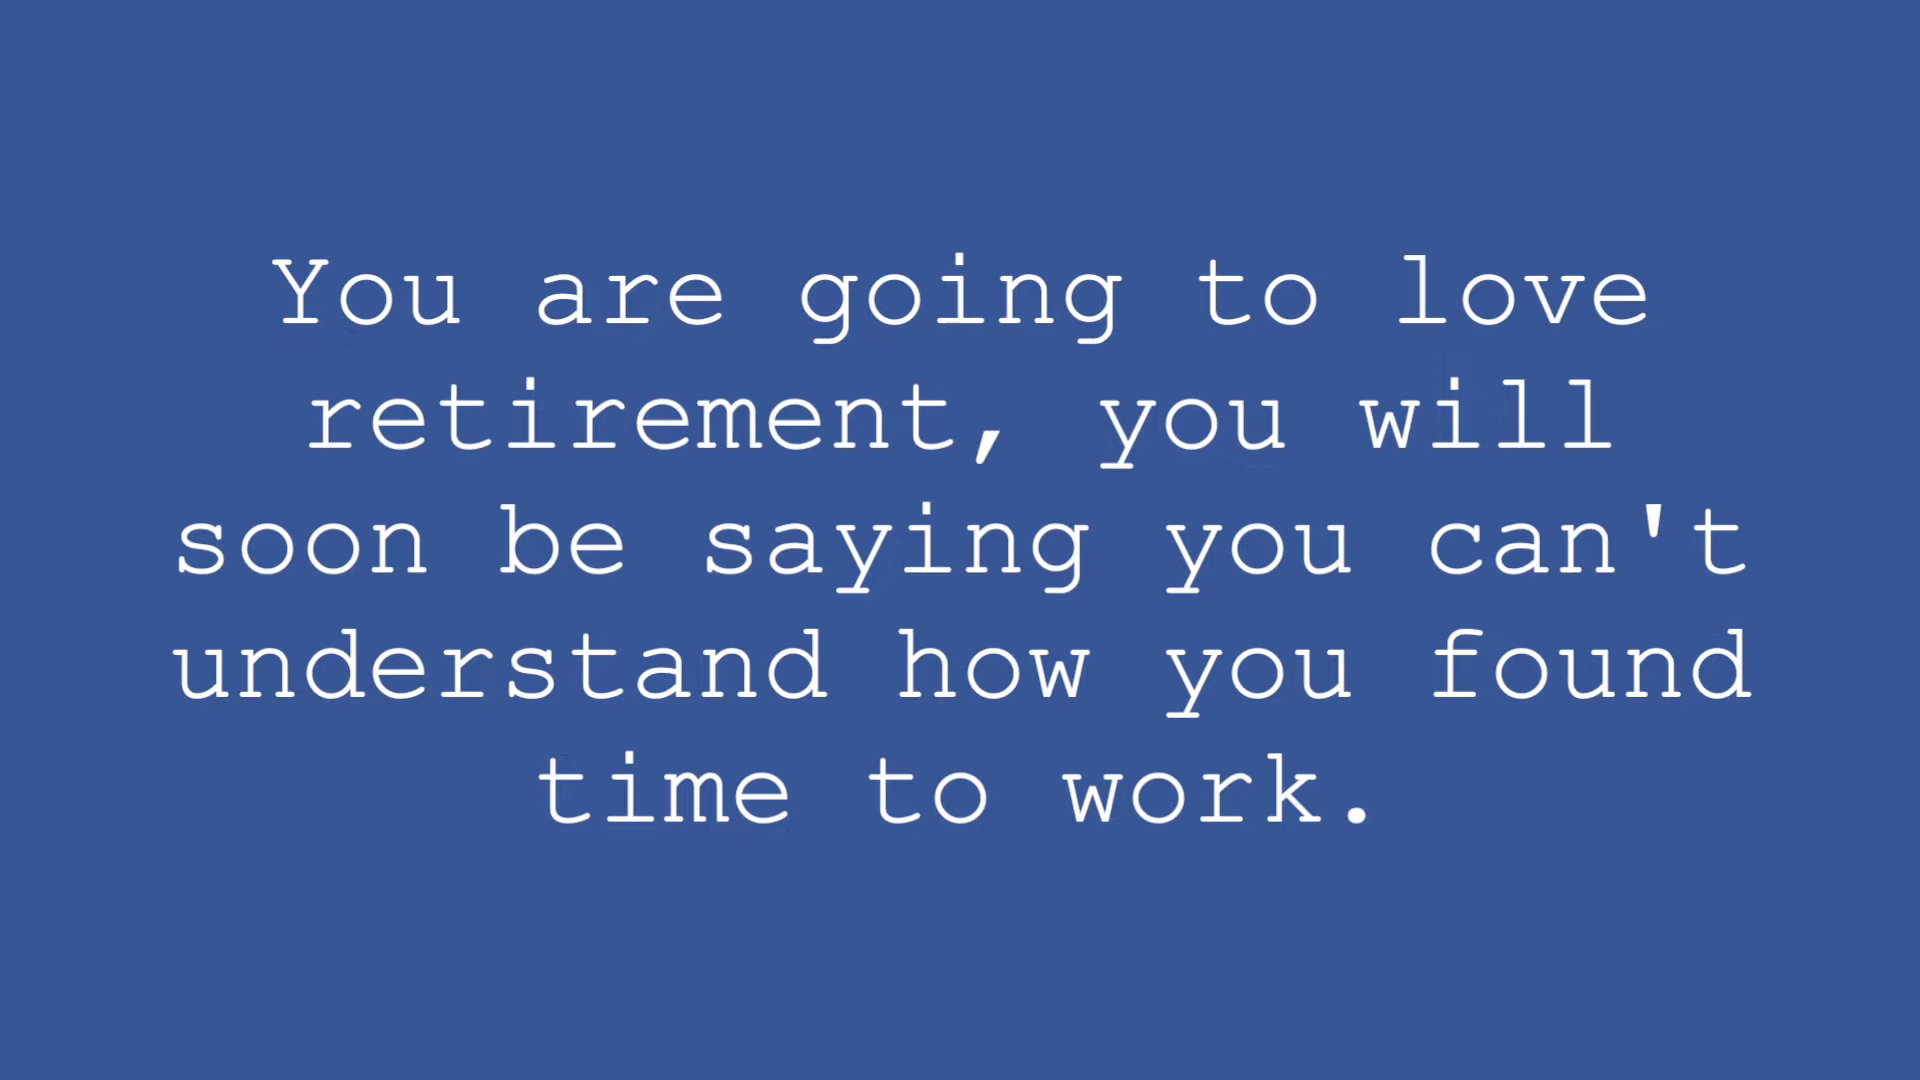 You are going to love
retirement, you will
soon be saying you can't
understand how you found
time to work.